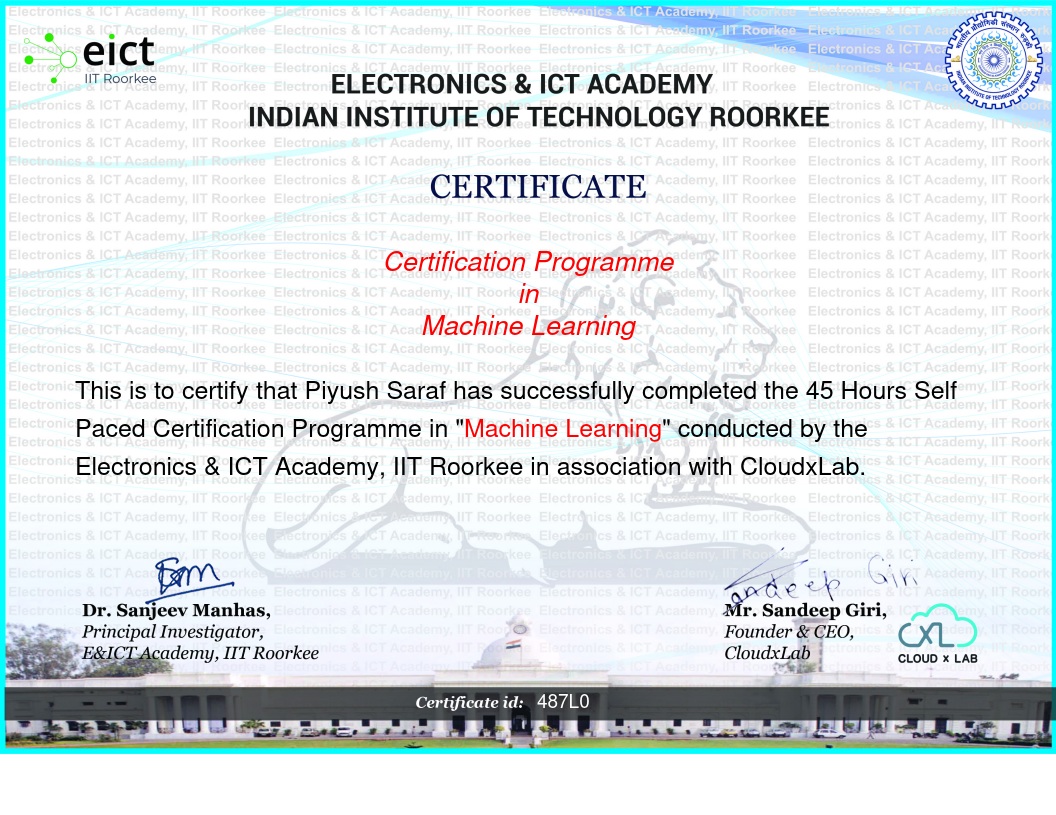 eict
IIT Roorkee
ELECTRONICS & ICT ACADEMY
INDIAN INSTITUTE OF TECHNOLOGY ROORKEE
CERTIFICATE
Certification Programme
in
Machine Learning
This is to certify that Piyush Saraf has successfully completed the 45 Hours Self
Paced Certification Programme in "Machine Learning" conducted by the
Electronics & ICT Academy, IIT Roorkee in association with CloudxLab.
Dr. Sanjeev Manhas,
Principal Investigator,
E&ICT Academy, IIT Roorkee
Sandeep Giri
Mr. Sandeep Giri,
Founder & CEO,
CloudxLab
CLOUD x LAB
Certificate id: 487L0